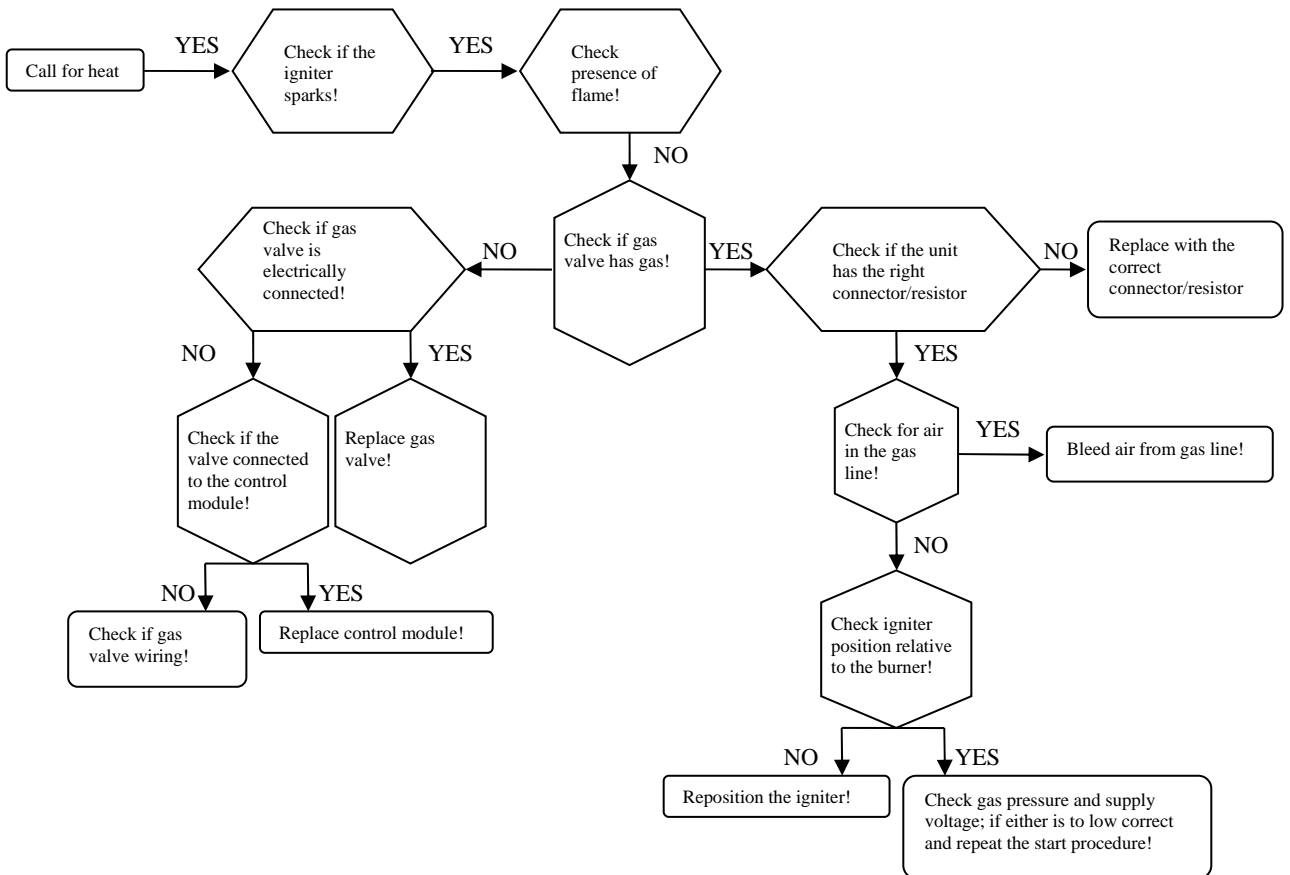 Call for heat
YES
Check if the
igniter
sparks!
YES
Check
presence of
flame!
NO
Check if gas
valve has gas!
NO
Check if gas
valve is
electrically
connected!
YES
Check if the unit
has the right
connector/resistor
NO
Replace with the
correct
connector/resistor
NO
YES
Check if the
valve connected
to the control
module!
Replace gas
valve!
NO
YES
Check if gas
valve wiring!
Replace control module!
YES
Check for air
in the gas
line!
YES
Bleed air from gas line!
NO
Check igniter
position relative
to the burner!
NO
YES
Reposition the igniter!
Check gas pressure and supply
voltage; if either is to low correct
and repeat the start procedure!